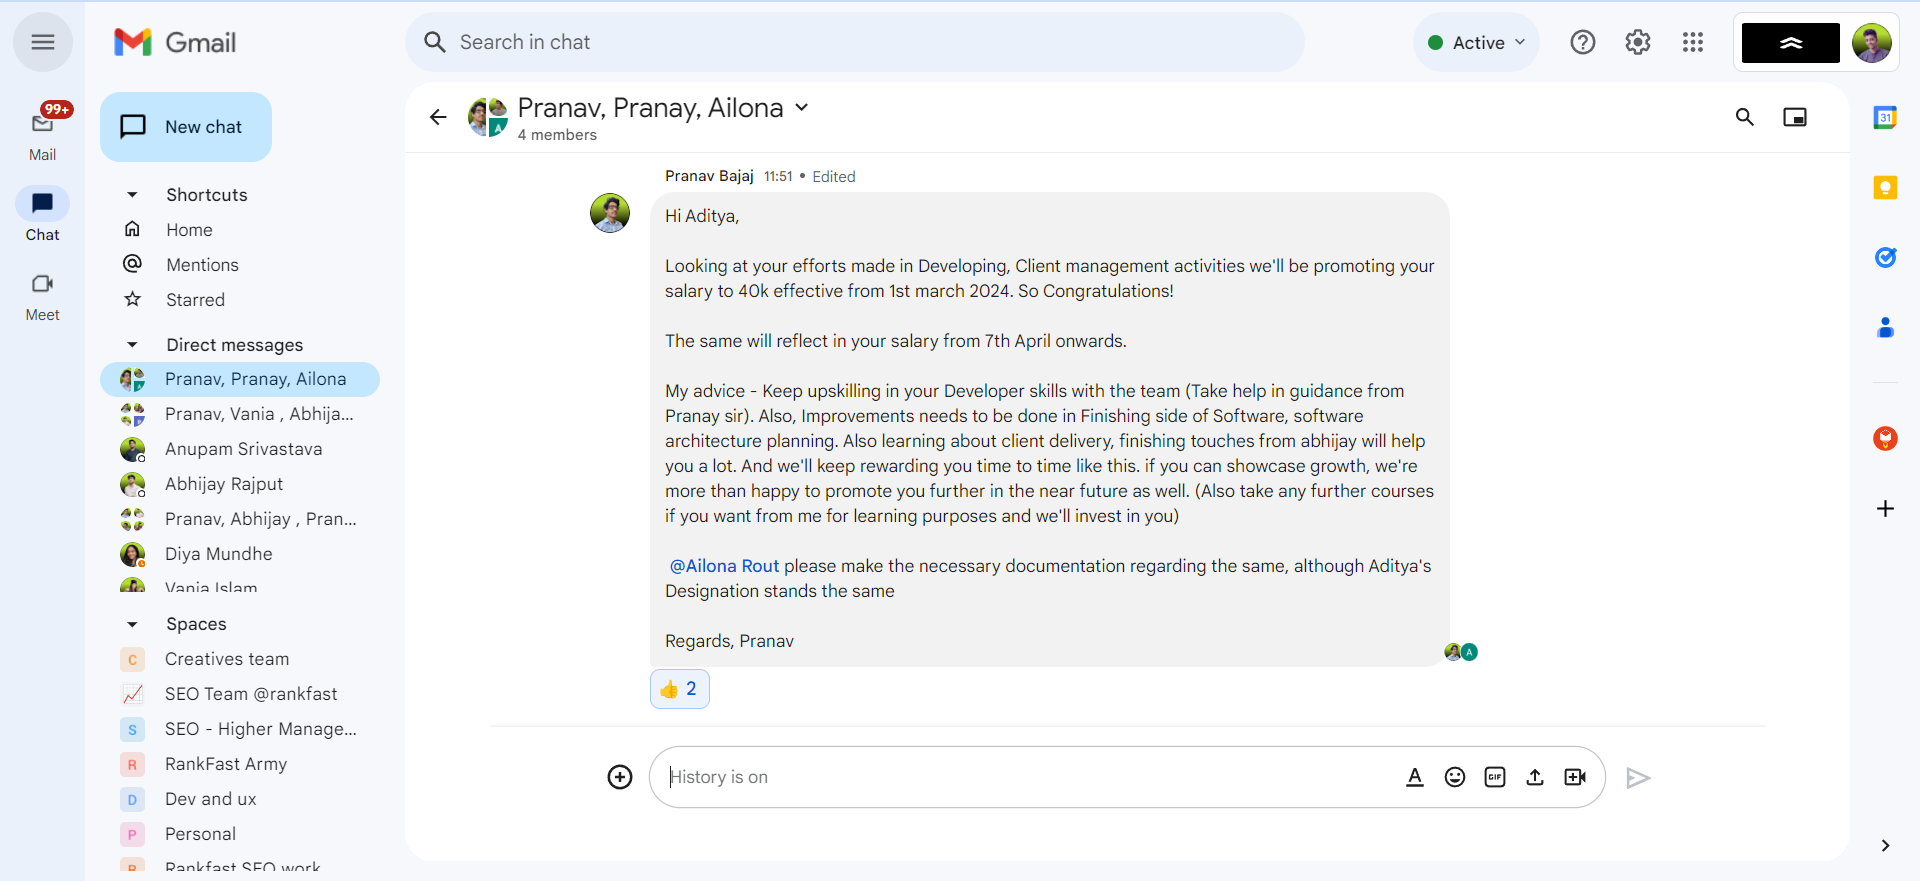 Gmail
Search in chat
Active
99+
Mail
Chat
Meet
New chat
Shortcuts
Home
Mentions
Starred
Direct messages
Pranav, Pranay, Ailona
Pranav, Vania , Abhija...
Anupam Srivastava
Abhijay Rajput
Pranav, Abhijay , Pran...
Diya Mundhe
Vania Islam
Spaces
C Creatives team
SEO Team @rankfast
S SEO - Higher Manage...
R RankFast Army
D Dev and ux
P Personal
R Rankfast SEO work
A
Pranav, Pranay, Ailona
4 members
Pranav Bajaj 11:51 • Edited
Hi Aditya,
Looking at your efforts made in Developing, Client management activities we'll be promoting your
salary to 40k effective from 1st march 2024. So Congratulations!
The same will reflect in your salary from 7th April onwards.
My advice - Keep upskilling in your Developer skills with the team (Take help in guidance from
Pranay sir). Also, Improvements needs to be done in Finishing side of Software, software
architecture planning. Also learning about client delivery, finishing touches from abhijay will help
you a lot. And we'll keep rewarding you time to time like this. if you can showcase growth, we're
more than happy to promote you further in the near future as well. (Also take any further courses
if you want from me for learning purposes and we'll invest in you)
@Ailona Rout please make the necessary documentation regarding the same, although Aditya's
Designation stands the same
Regards, Pranav
A
2
History is on
A
GIF
31